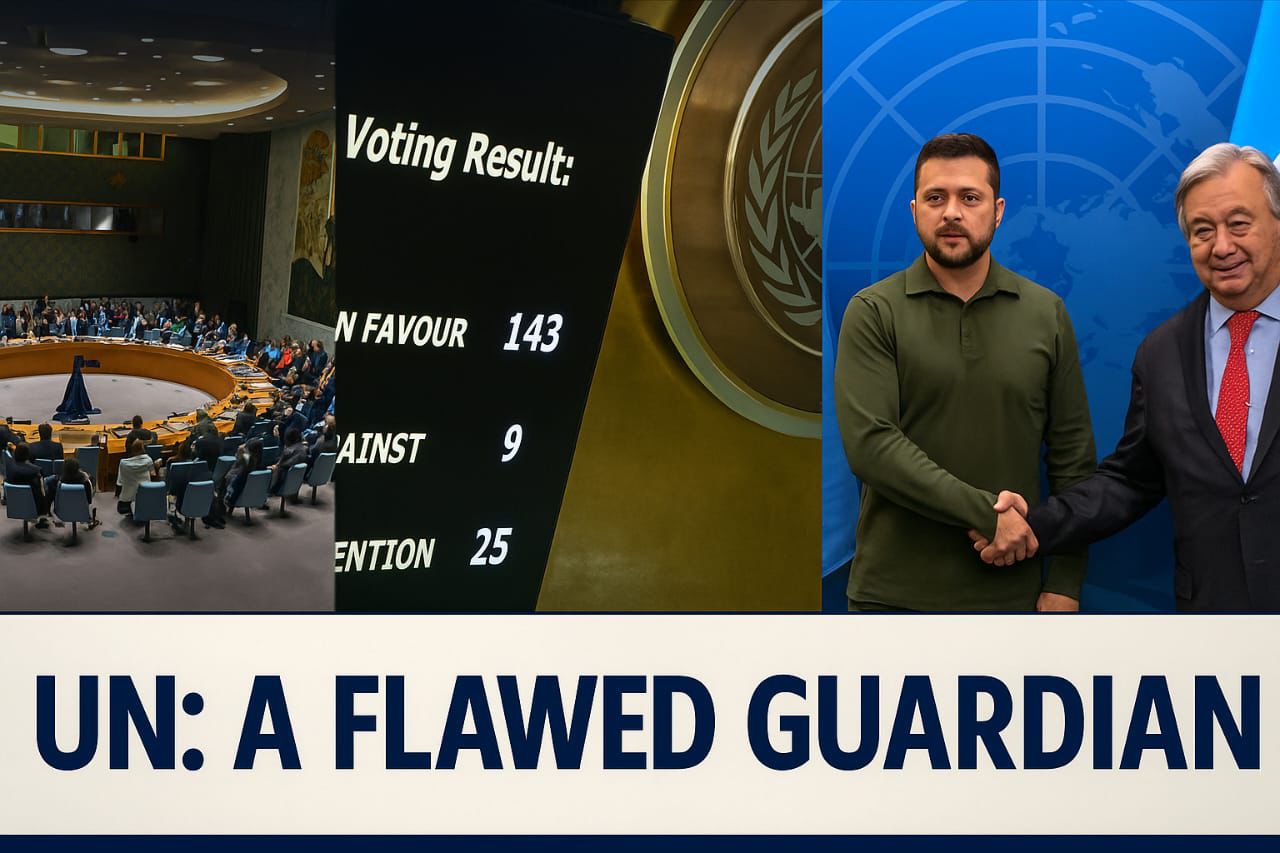 Voting Result:
N FAVOUR 143
AINST 9
ENTION 25
UN: A FLAWED GUARDIAN